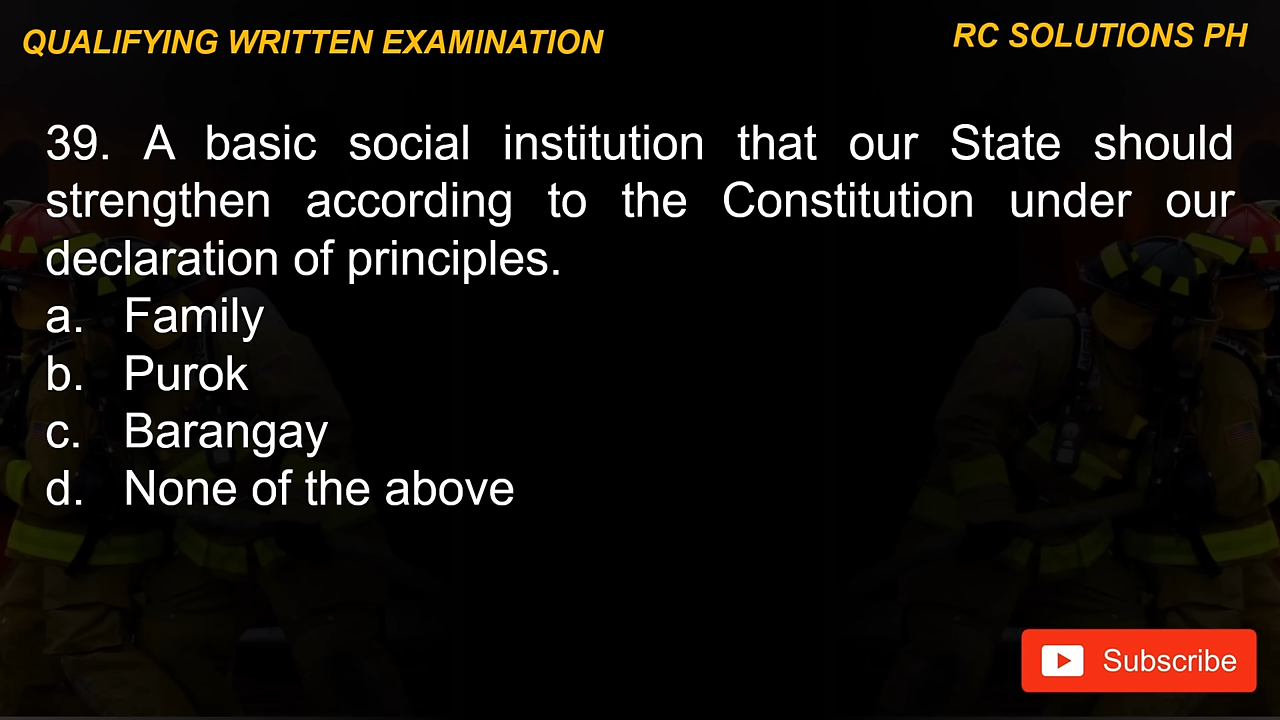 QUALIFYING WRITTEN EXAMINATION
RC SOLUTIONS PH
39. A basic social institution that our State should
strengthen according to the Constitution under our
declaration of principles.
a. Family
b. Purok
c. Barangay
d. None of the above
Subscribe